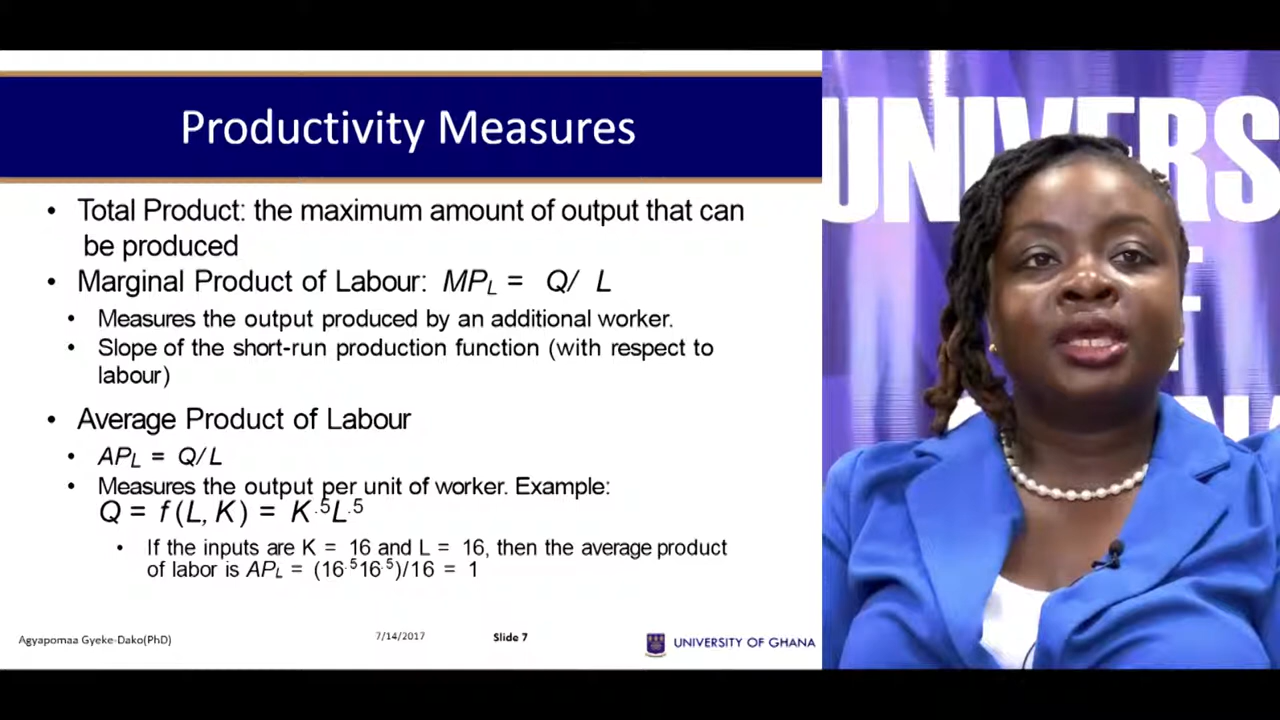 Productivity Measures
• Total Product: the maximum amount of output that can
be produced
• Marginal Product of Labour: MPL = Q/ L
• Measures the output produced by an additional worker.
• Slope of the short-run production function (with respect to
labour)
• Average Product of Labour
• APL = Q/L
• Measures the output per unit of worker. Example:
Q = f (L, K) = K.5L.5
• If the inputs are K = 16 and L = 16, then the average product
of labor is APL = (16.516.5)/16 = 1
Agyapomaa Gyeke-Dako(PhD)
7/14/2017
Slide 7
UNIVERSITY OF GHANA
UNIVERS